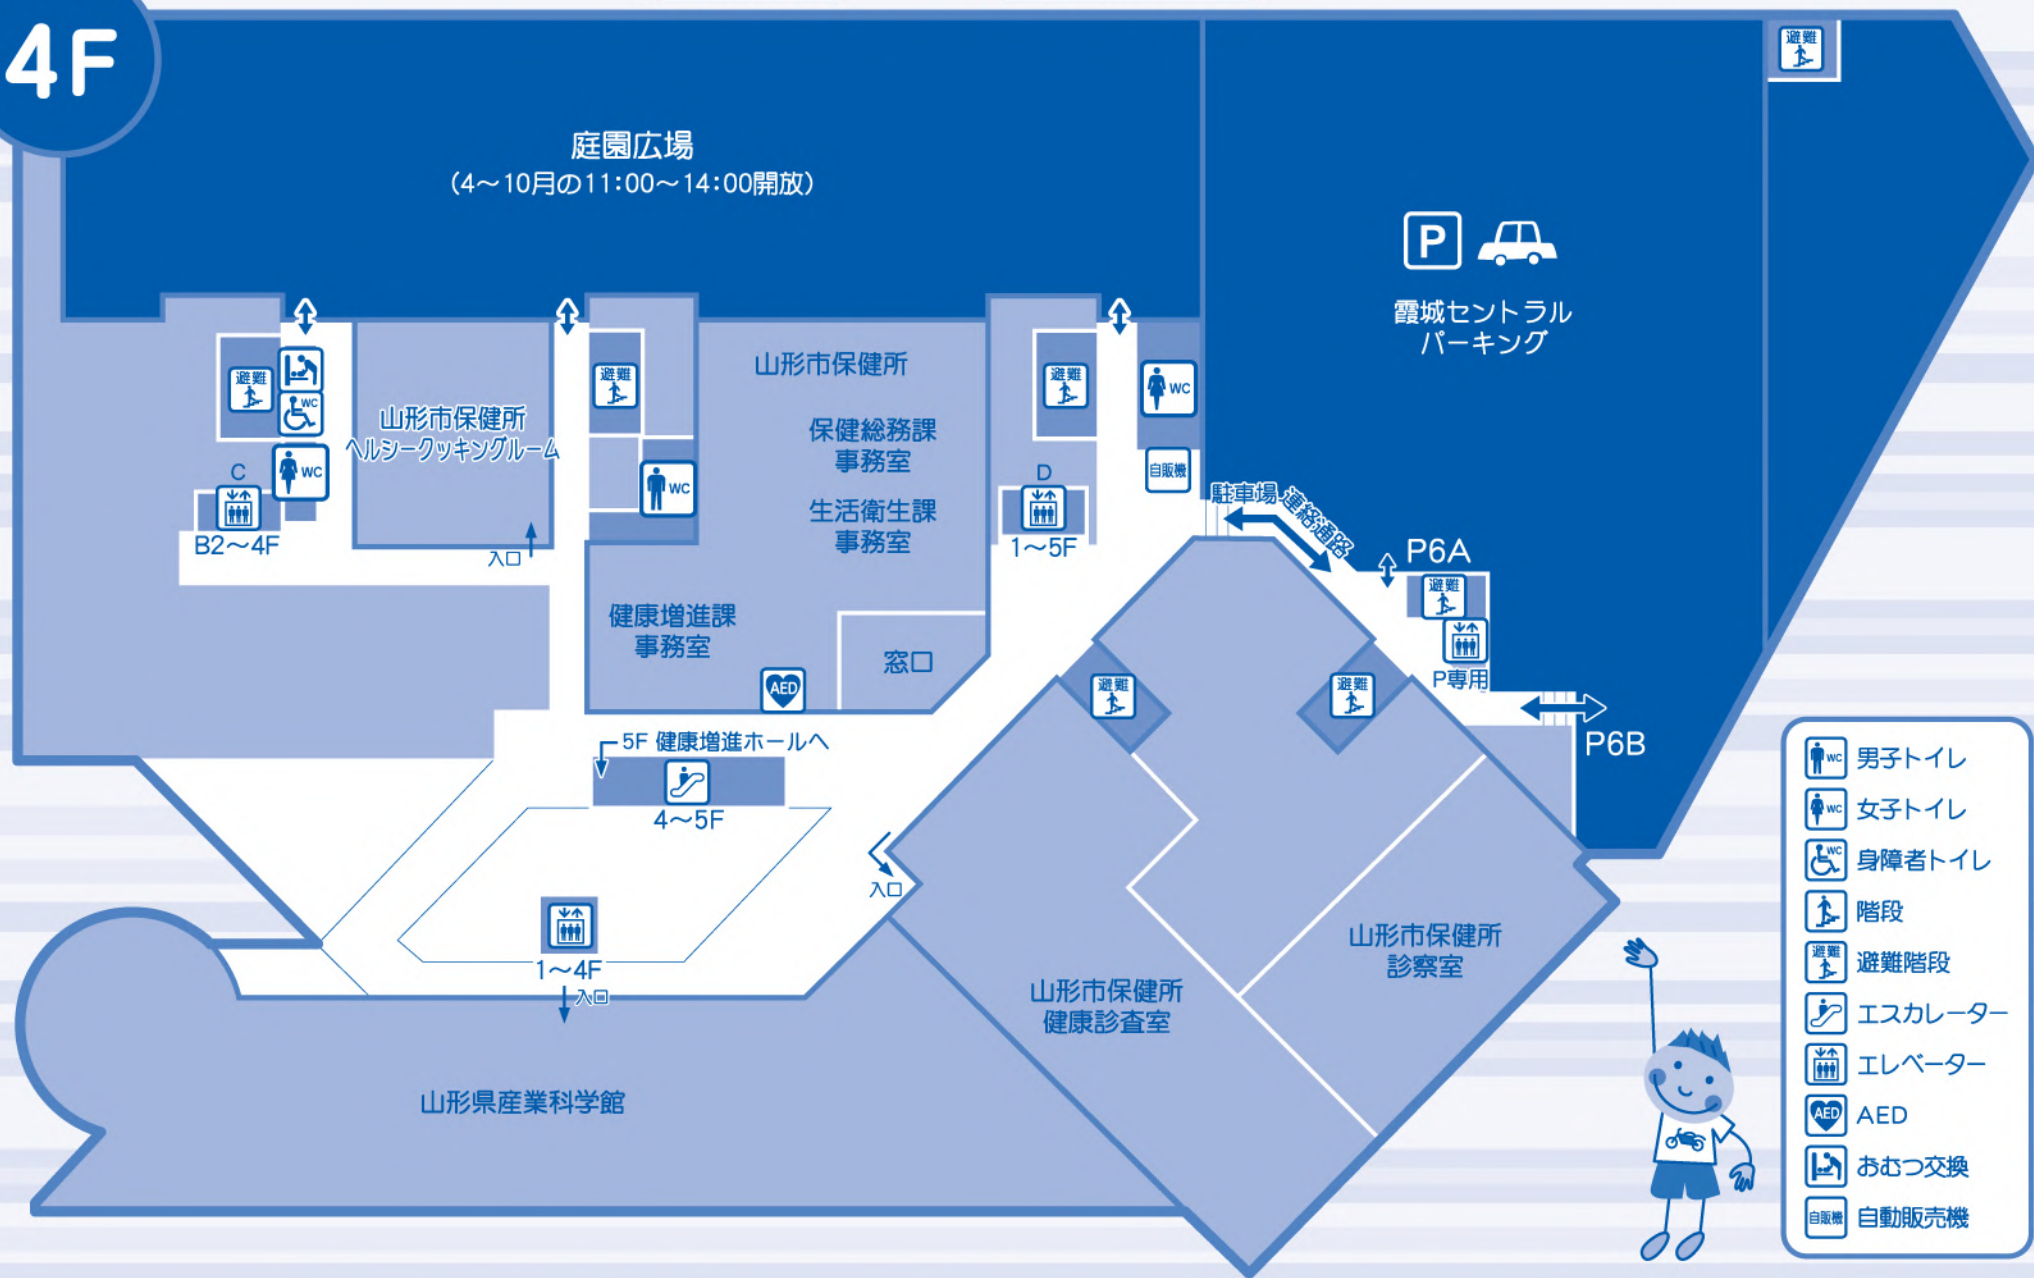 4F
避難
庭園広場
(4～10月の11:00～14:00開放)
P
霞城セントラル
パーキング
避難
WC
WC
C
B2～4F
山形市保健所
ヘルシークッキングルーム
入口
避難
WC
山形市保健所
保健総務課
事務室
生活衛生課
事務室
健康増進課
事務室
窓口
AED
避難
D
1～5F
WC
自販機
駐車場 連絡通路
P6A
避難
P専用
P6B
避難
避難
5F 健康増進ホールへ
4～5F
入口
1～4F
入口
山形県産業科学館
山形市保健所
健康診査室
山形市保健所
診察室
WC 男子トイレ
WC 女子トイレ
WC 身障者トイレ
階段
避難 避難階段
エスカレーター
エレベーター
AED AED
おむつ交換
自販機 自動販売機